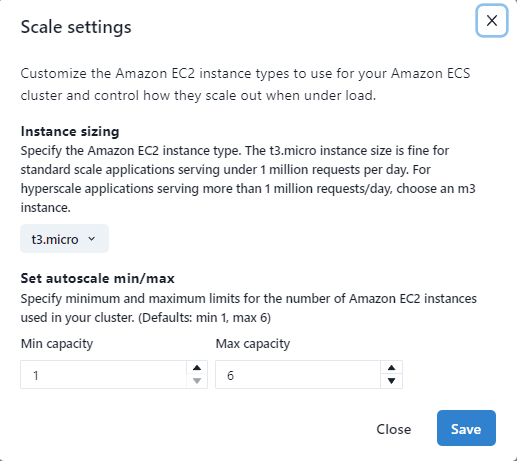 Scale settings
Customize the Amazon EC2 instance types to use for your Amazon ECS
cluster and control how they scale out when under load.
Instance sizing
Specify the Amazon EC2 instance type. The t3.micro instance size is fine for
standard scale applications serving under 1 million requests per day. For
hyperscale applications serving more than 1 million requests/day, choose an m3
instance.
t3.micro
Set autoscale min/max
Specify minimum and maximum limits for the number of Amazon EC2 instances
used in your cluster. (Defaults: min 1, max 6)
Min capacity Max capacity
1 6
Close Save